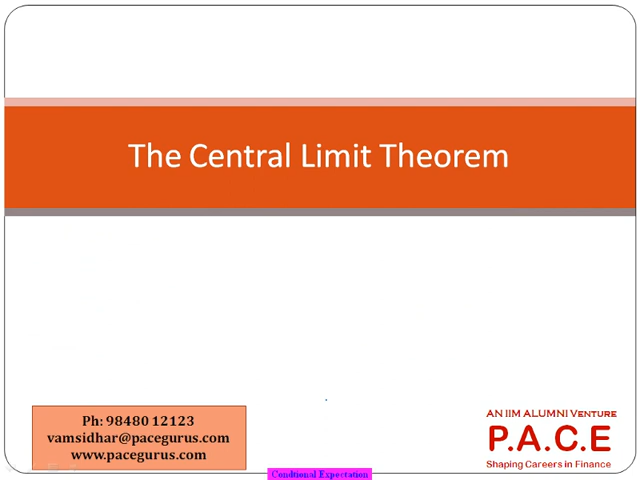 The Central Limit Theorem
Ph: 98480 12123
vamsidhar@pacegurus.com
www.pacegurus.com
AN IIM ALUMNI VENTURE
P.A.C.E
Shaping Careers in Finance
Condtional Expectation